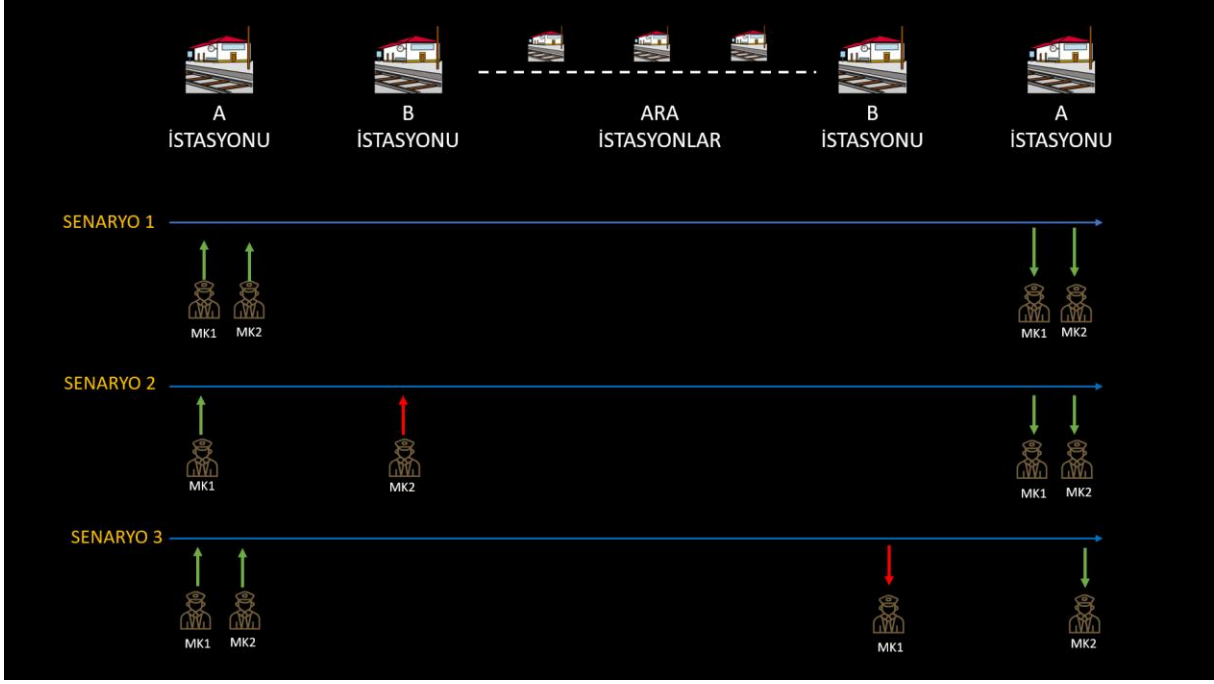 A
İSTASYONU
B
İSTASYONU
ARA
İSTASYONLAR
B
İSTASYONU
A
İSTASYONU
SENARYO 1
MK1 MK2 MK1 MK2
SENARYO 2
MK1 MK2 MK1 MK2
SENARYO 3
MK1 MK2 MK1 MK2